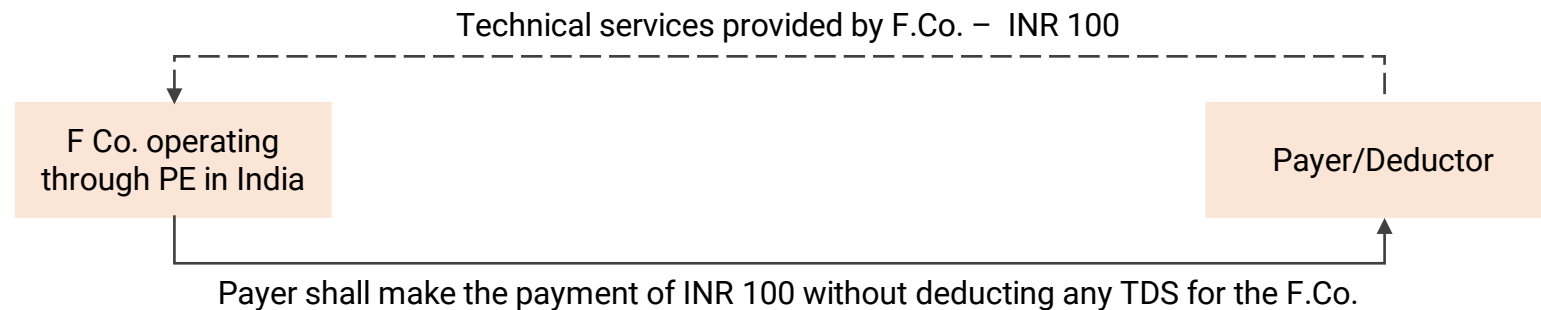 Technical services provided by F.Co. – INR 100
F Co. operating
through PE in India
Payer/Deductor
Payer shall make the payment of INR 100 without deducting any TDS for the F.Co.